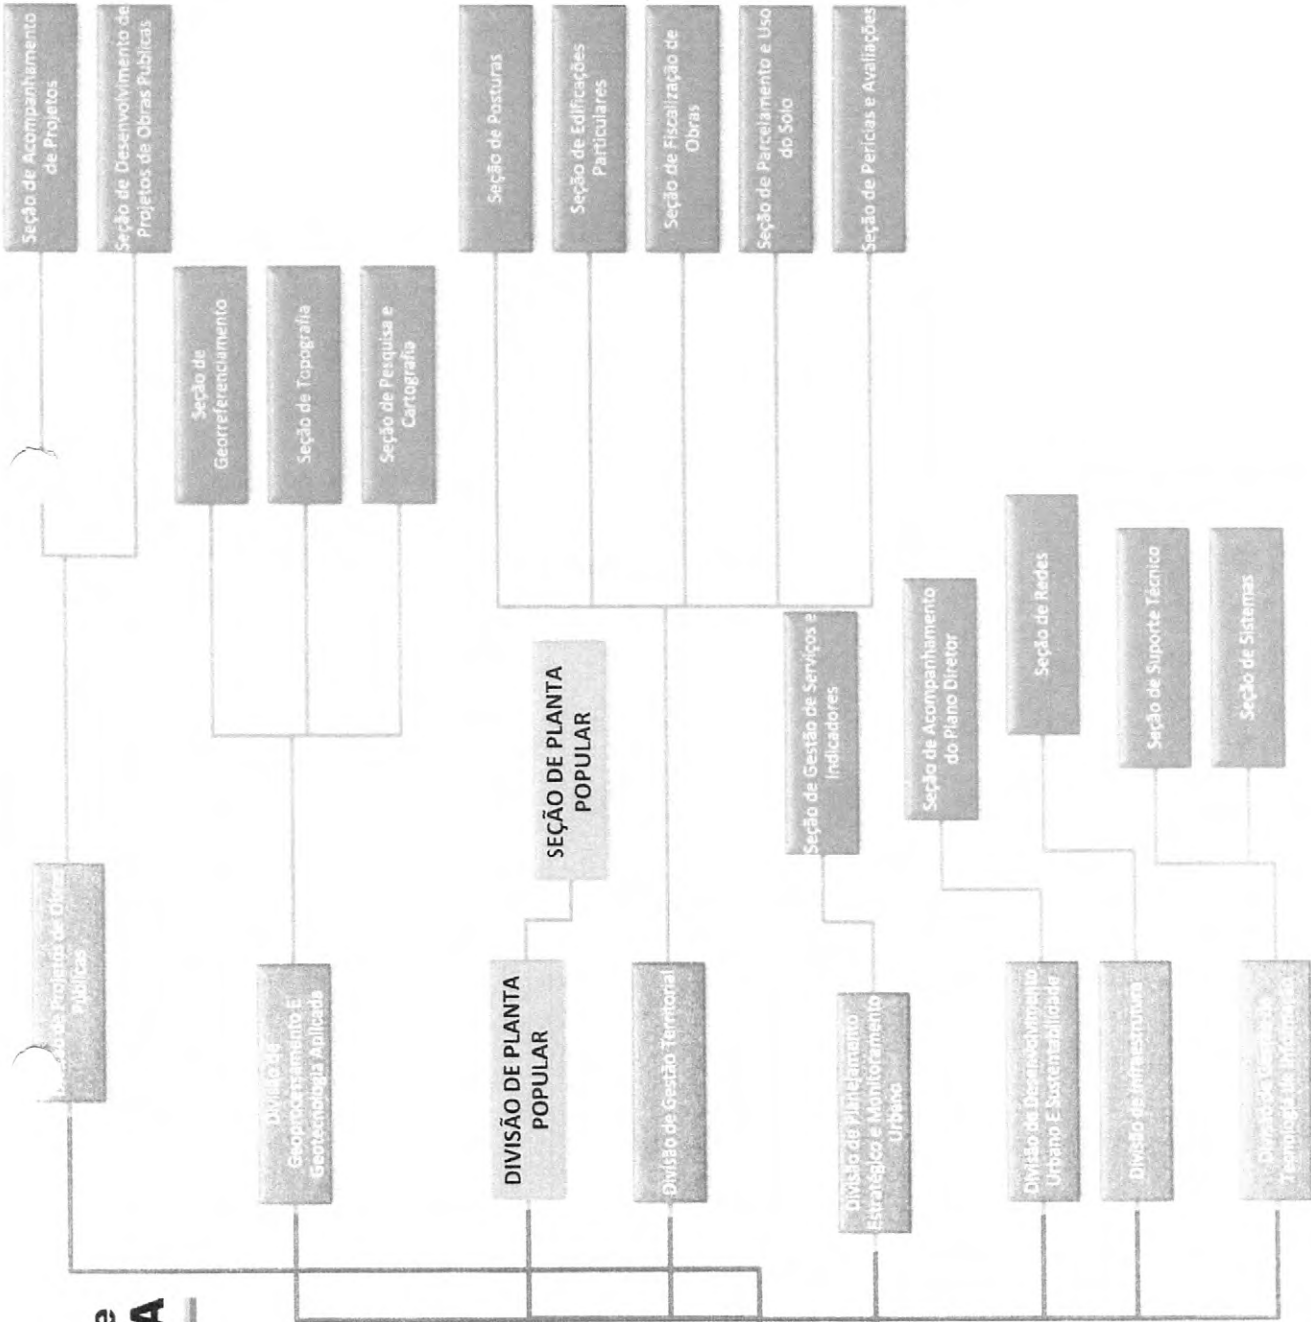 Seção de Acompanhamento
de Projetos
Seção de Desenvolvimento de
Projetos de Obras Publicas
de Projetos de
Públicas
Seção de
Georreferenciamento
Seção de Topografia
Seção de Pesquisa e
Cartografia
Geoprocessamento E
Geotecnologia Aplicada
SEÇÃO DE PLANTA
POPULAR
DIVISÃO DE PLANTA
POPULAR
Seção de Posturas
Seção de Edificações
Particulares
Seção de Fiscalização de
Obras
Seção de Parcelamento e Uso
do Solo
Seção de Perícias e Avaliações
Divisão de Gestão Territorial
Seção de Gestão de Serviços e
Indicadores
Divisão de Planejamento
Estratégico e Monitoramento
Urbano
Seção de Acompanhamento
do Plano Diretor
Divisão de Desenvolvimento
Urbano E Sustentabilidade
Seção de Redes
Divisão de Infraestrutura
Seção de Suporte Técnico
Seção de Sistemas
Tecnologia e Informação
e
A